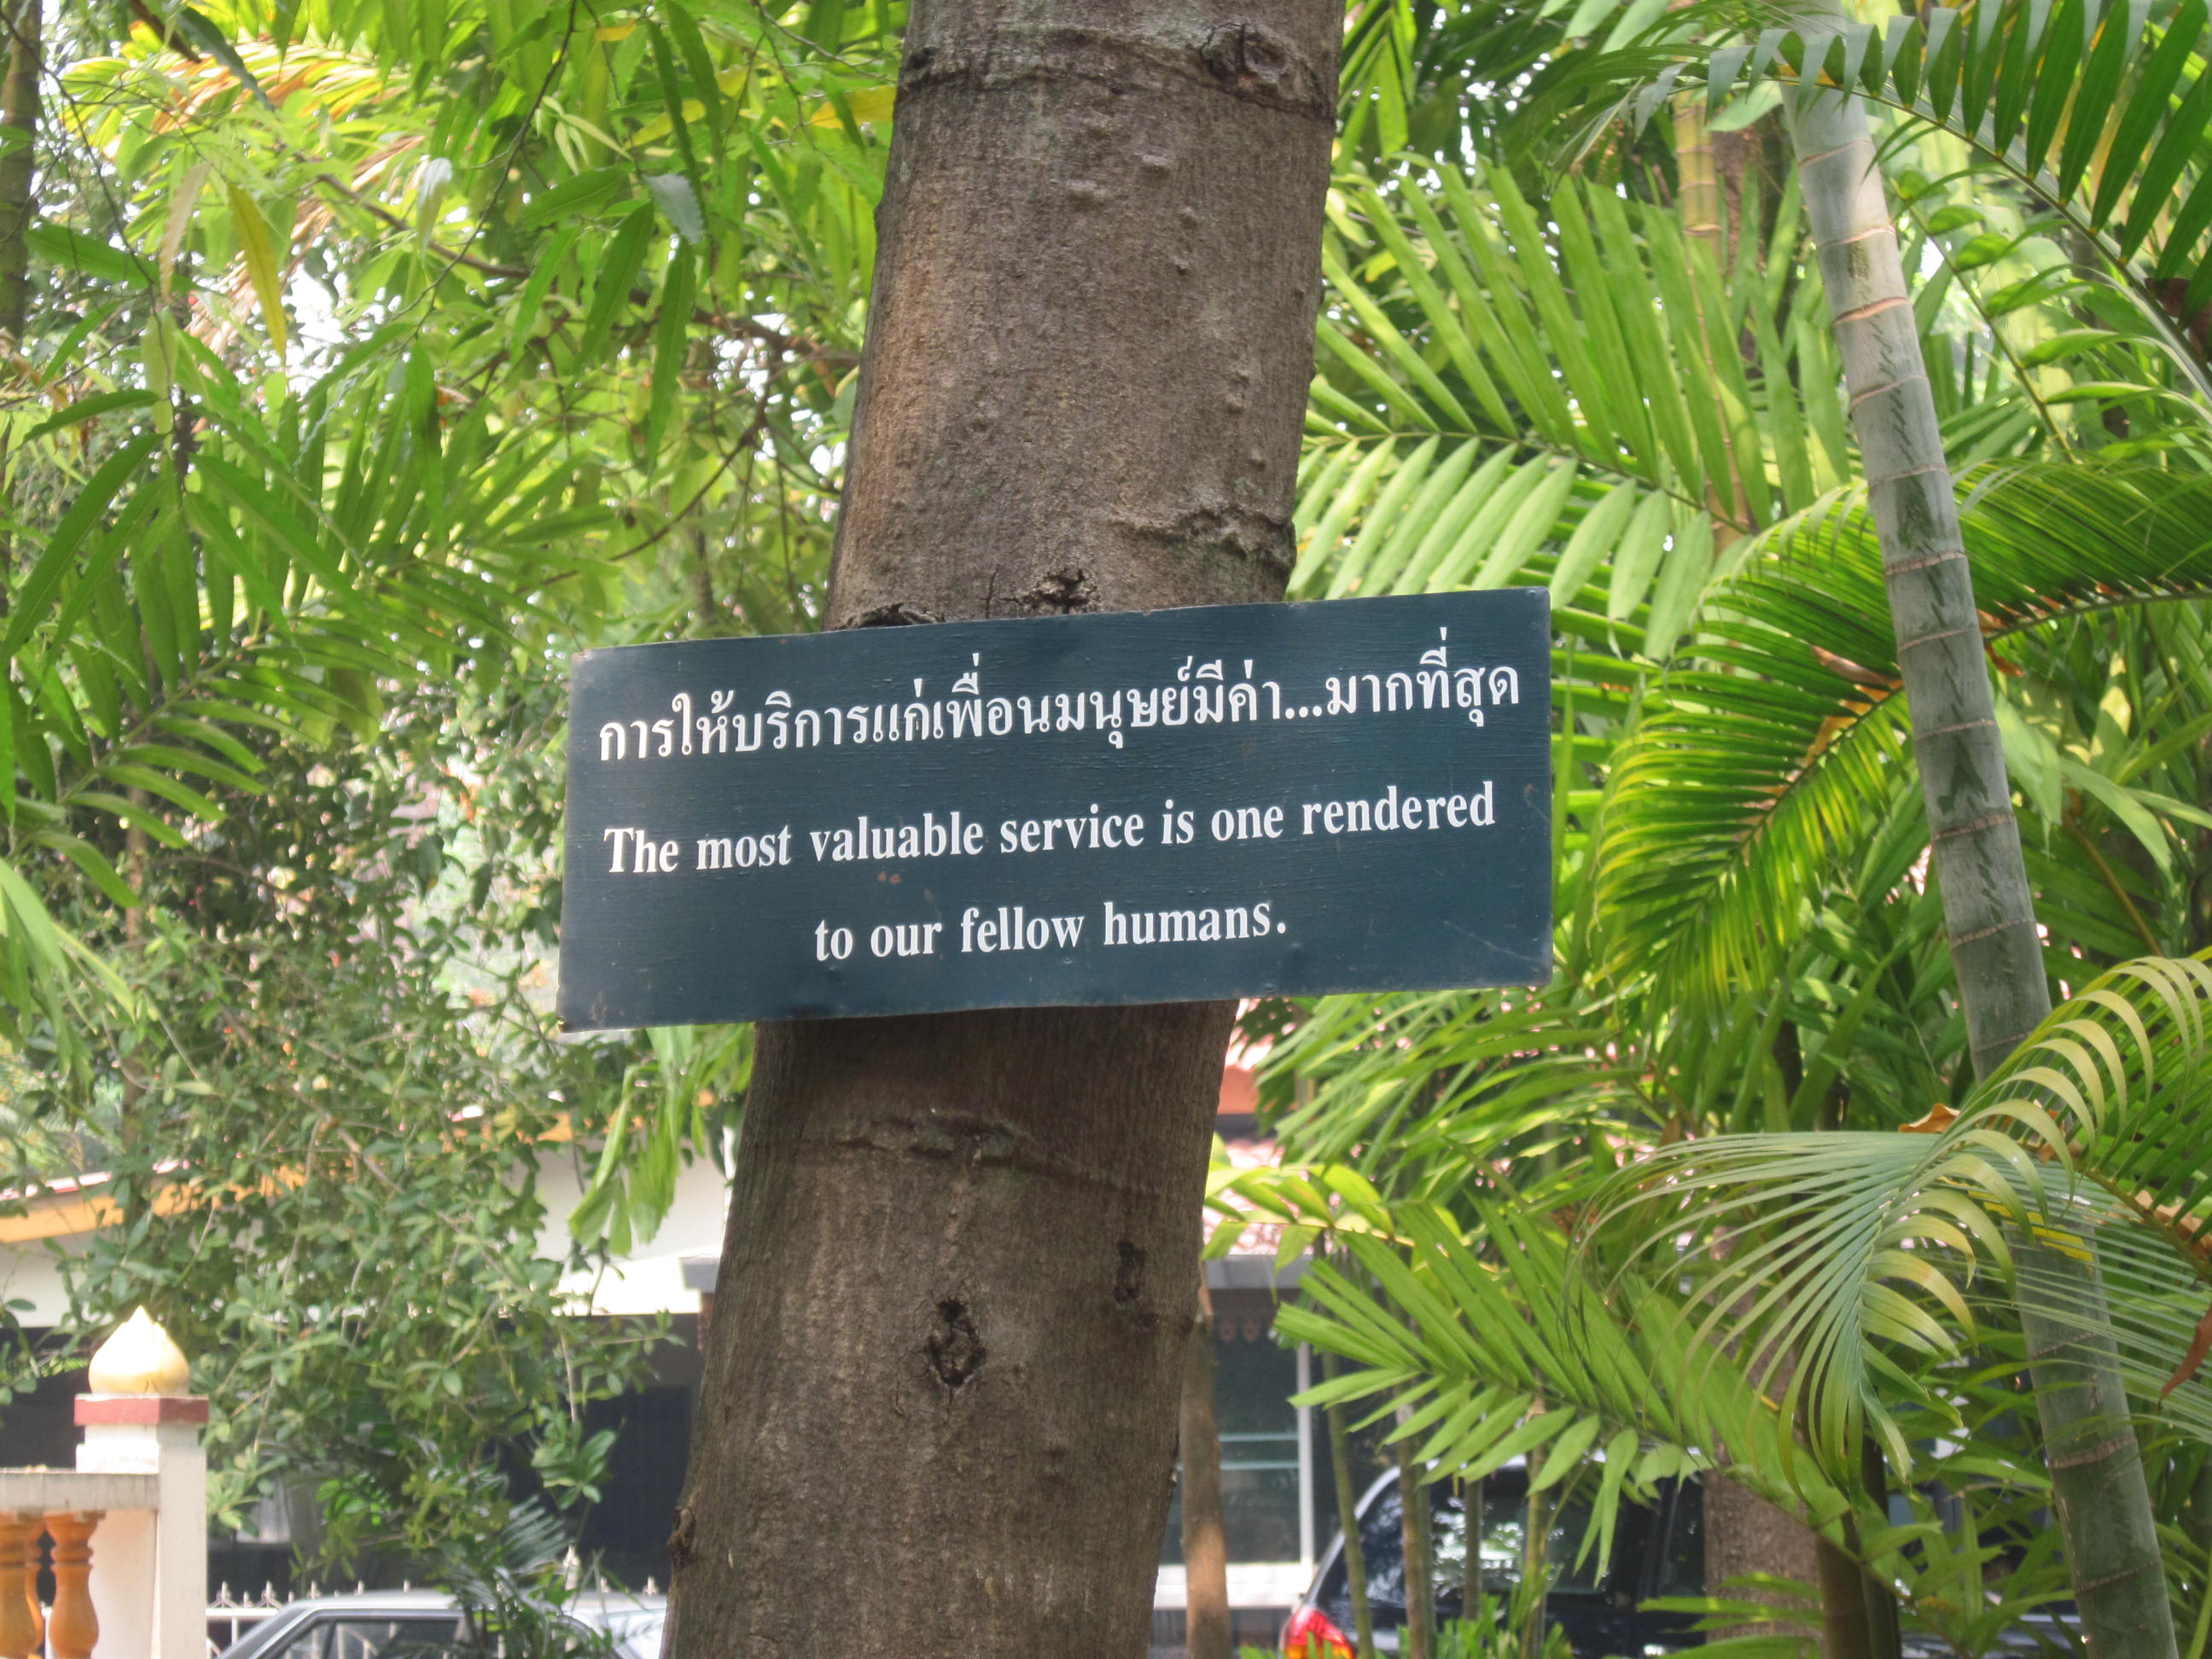 การให้บริการแก่เพื่อนมนุษย์มีค่า...มากที่สุด
The most valuable service is one rendered
to our fellow humans.